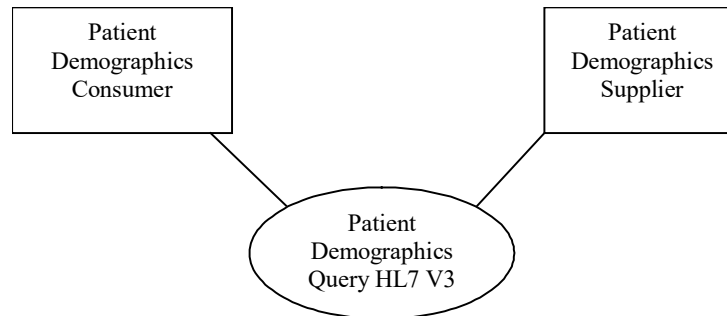 Patient
Demographics
Consumer
Patient
Demographics
Supplier
Patient
Demographics
Query HL7 V3